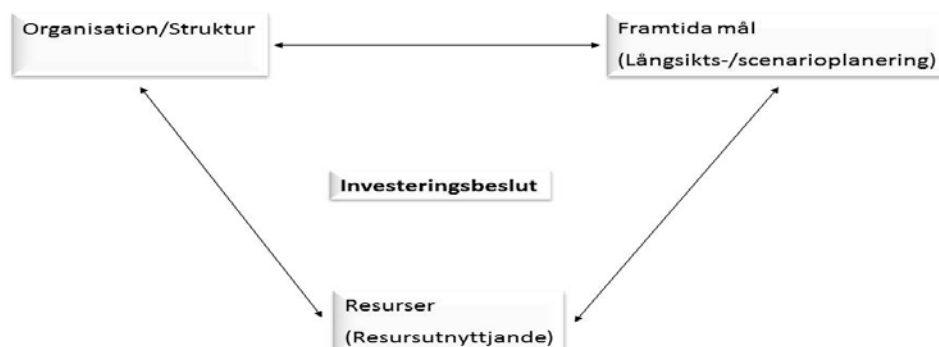 Organisation/Struktur
Framtida mål
(Långsikts-/scenarioplanering)
Investeringsbeslut
Resurser
(Resursutnyttjande)